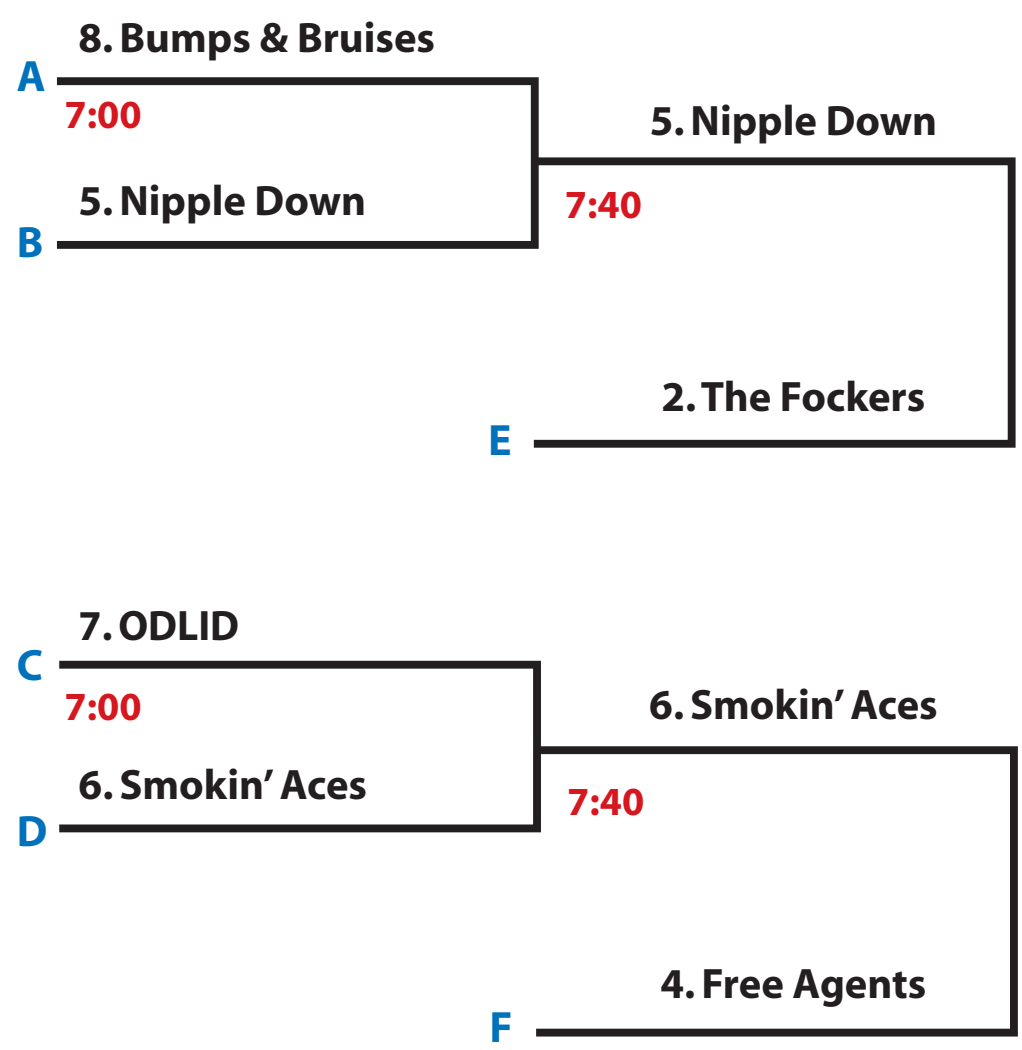 8. Bumps & Bruises
A
7:00
5. Nipple Down
5. Nipple Down
B
7:40
2. The Fockers
E
7. ODLID
C
7:00
6. Smokin’ Aces
6. Smokin’ Aces
D
7:40
4. Free Agents
F